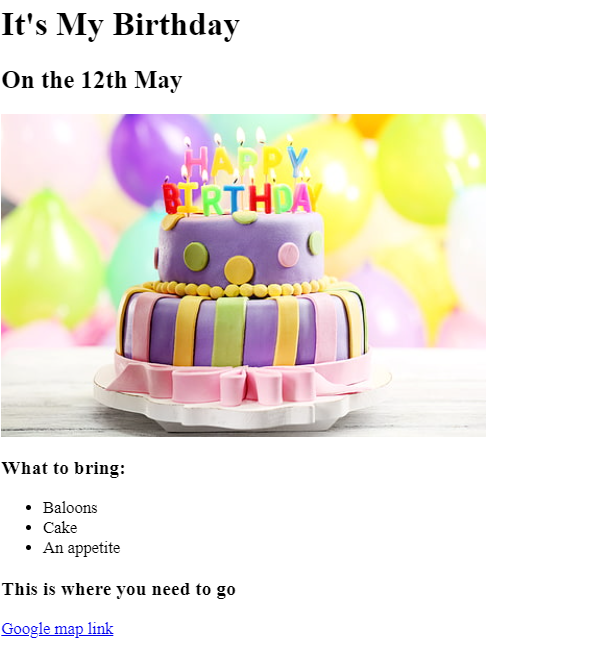 It's My Birthday
On the 12th May
HAPPY
BIRTHDAY
What to bring:
Baloons
Cake
An appetite
This is where you need to go
Google map link